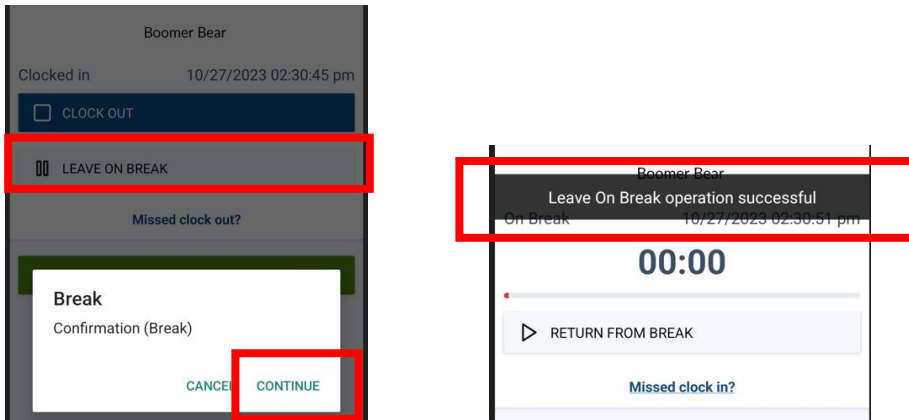 Boomer Bear
Clocked in 10/27/2023 02:30:45 pm
CLOCK OUT
LEAVE ON BREAK
Missed clock out?
Break
Confirmation (Break)
CANCEL CONTINUE
Boomer Bear
Leave On Break operation successful
On Break 10/27/2023 02:30:51 pm
00:00
RETURN FROM BREAK
Missed clock in?